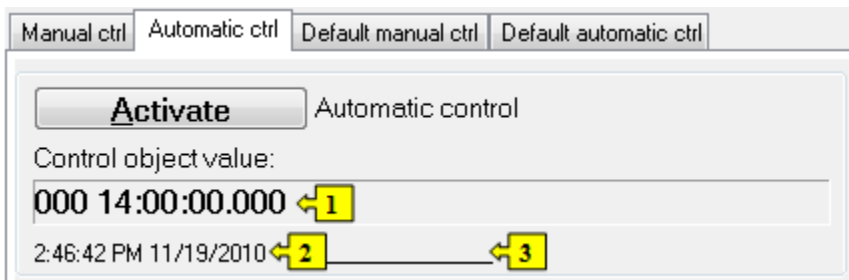 Manual ctrl Automatic ctrl Default manual ctrl Default automatic ctrl
Activate Automatic control
Control object value:
000 14:00:00.000 1
2:46:42 PM 11/19/2010 2 3